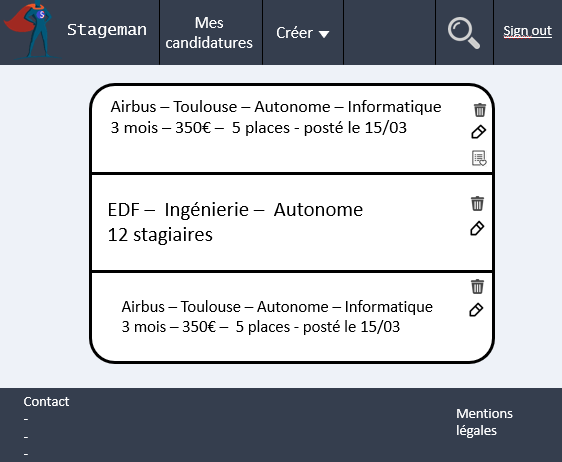 S
Stageman
Mes
candidatures
Créer
Sign out
Airbus – Toulouse – Autonome – Informatique
3 mois – 350€ – 5 places - posté le 15/03
EDF – Ingénierie – Autonome
12 stagiaires
Airbus – Toulouse – Autonome – Informatique
3 mois – 350€ – 5 places - posté le 15/03
Contact
-
-
-
Mentions
légales